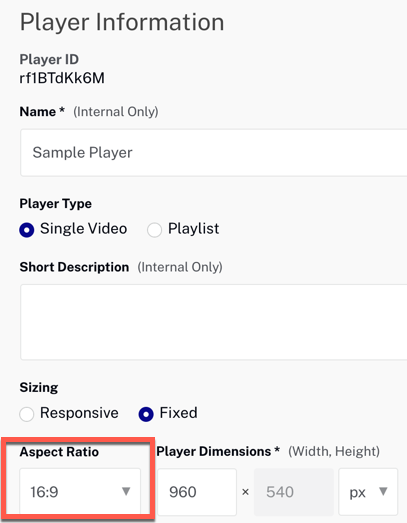 Player Information
Player ID
rf1BTdKk6M
Name * (Internal Only)
Sample Player
Player Type
Single Video Playlist
Short Description (Internal Only)
Sizing
Responsive Fixed
Aspect Ratio Player Dimensions * (Width, Height)
16:9 960 × 540 px